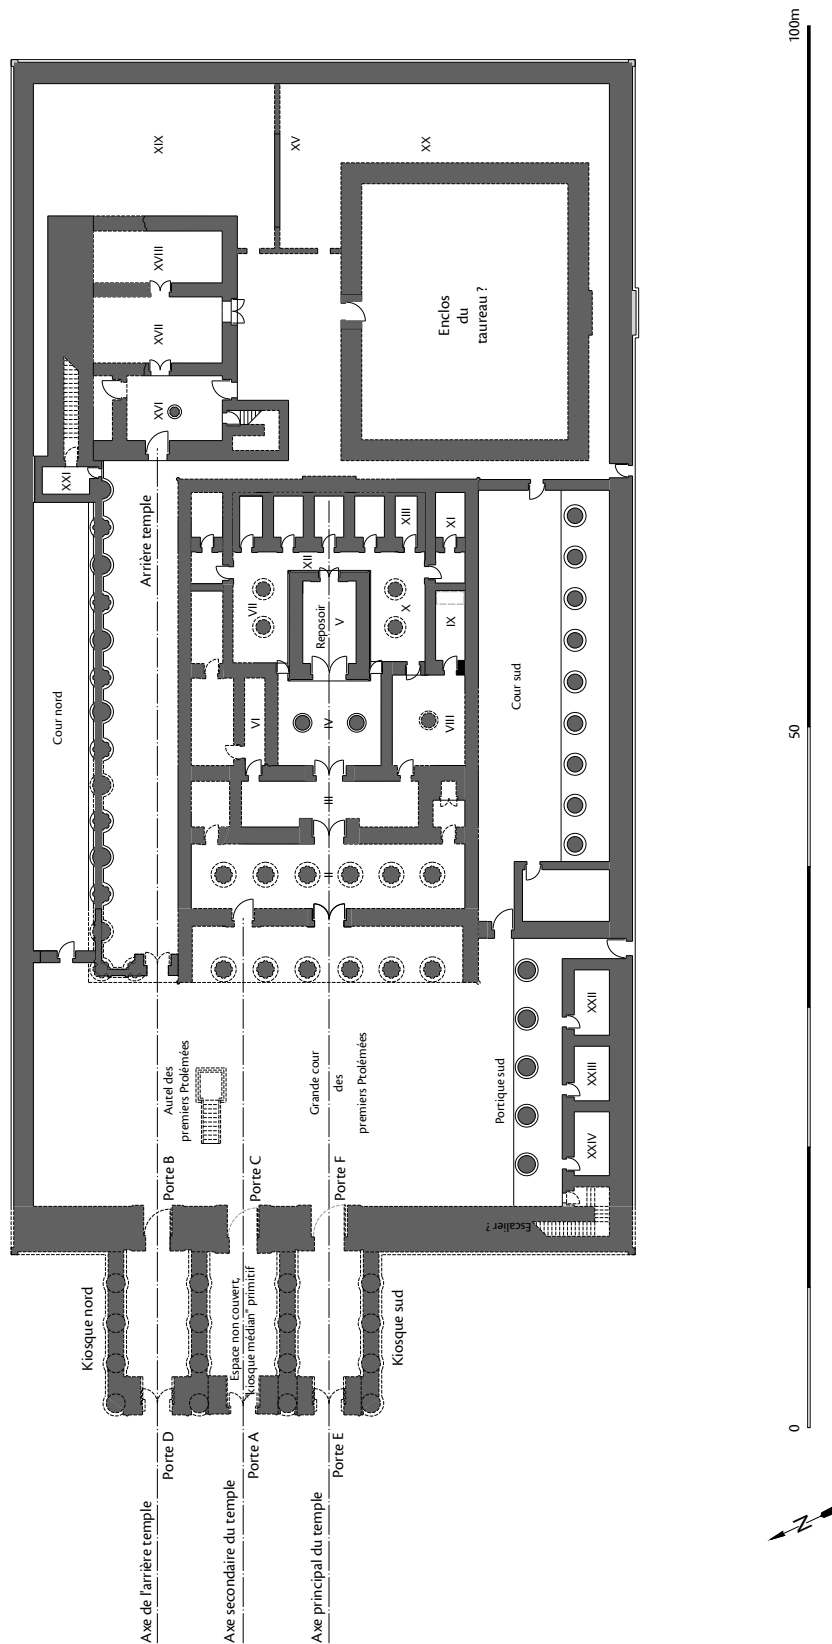 100m
XIX
XV
XX
XVIII
XVII
XVI
XXI
Enclos
du
taureau ?
Arrière temple
Cour nord
XIII
XI
XII
VII
X
IX
Reposoir
V
VI
IV
VIII
Cour sud
50
III
II
XXII
XXIII
XXIV
Portique sud
Escalier ?
Autel des
premiers Ptolémées
Grande cour
des
premiers Ptolémées
Porte B
Porte C
Porte F
Kiosque nord
Espace non couvert,
"kiosque médian" primitif
Kiosque sud
Porte D
Porte A
Porte E
0
Axe de l'arrière temple
Axe secondaire du temple
Axe principal du temple
N